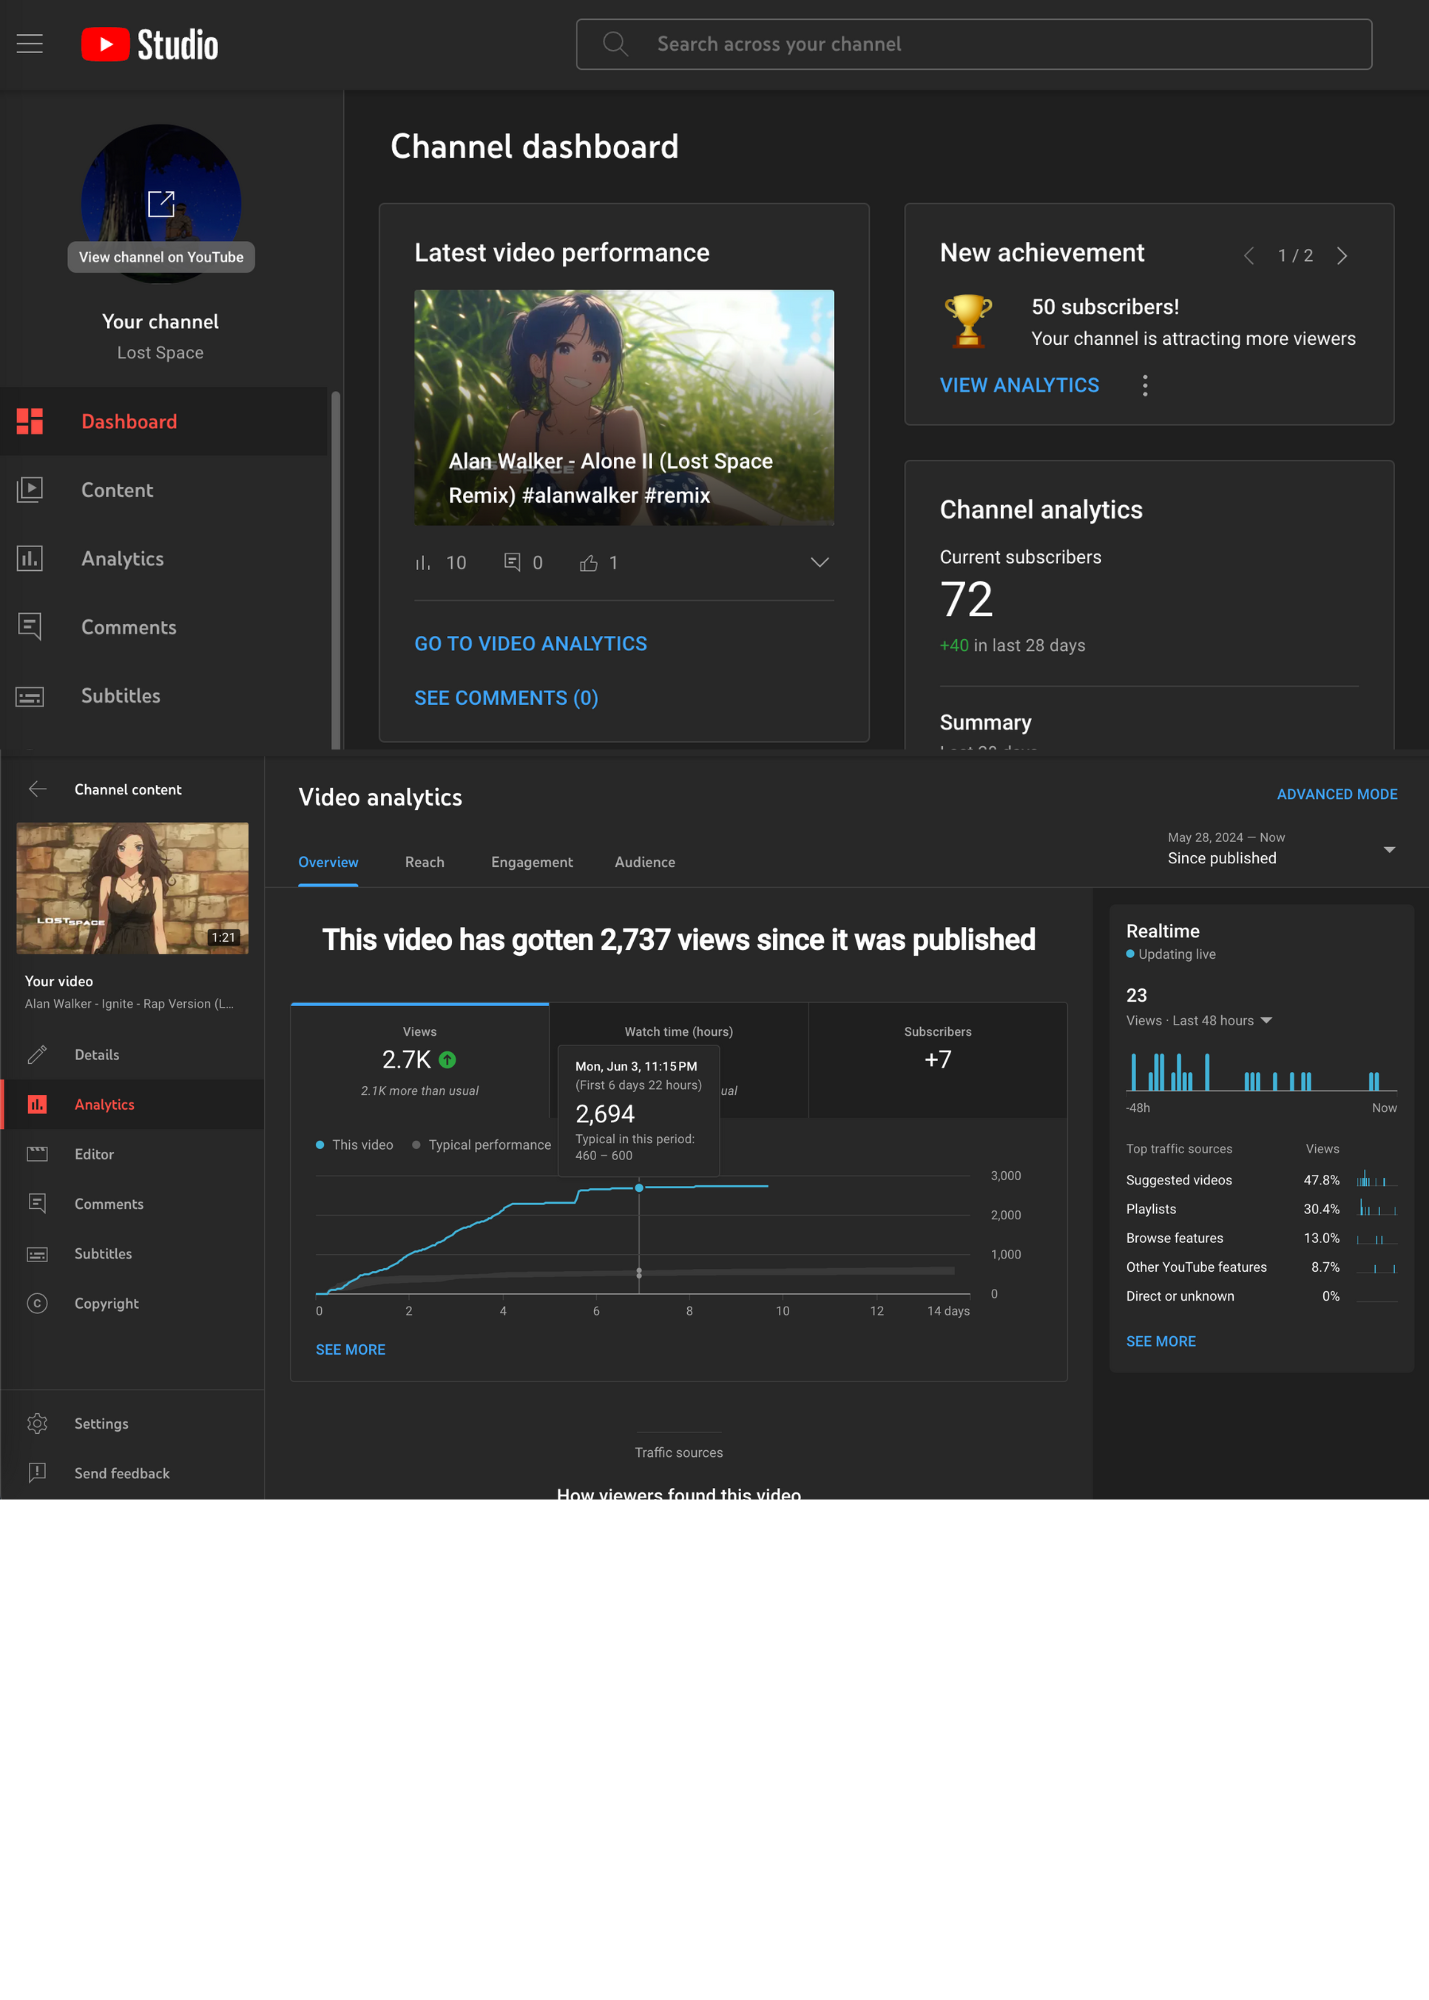 Studio
Search across your channel
View channel on YouTube
Your channel
Lost Space
Dashboard
Content
Analytics
Comments
Subtitles
Channel dashboard
Latest video performance
LOST SPACE
Alan Walker - Alone II (Lost Space
Remix) #alanwalker #remix
10 0 1
GO TO VIDEO ANALYTICS
SEE COMMENTS (0)
New achievement
1 / 2
50 subscribers!
Your channel is attracting more viewers
VIEW ANALYTICS
Channel analytics
Current subscribers
72
+40 in last 28 days
Summary
Channel content
LOST SPACE
1:21
Your video
Alan Walker - Ignite - Rap Version (L...
Details
Analytics
Editor
Comments
Subtitles
Copyright
Settings
Send feedback
Video analytics
ADVANCED MODE
Overview Reach Engagement Audience
May 28, 2024 – Now
Since published
This video has gotten 2,737 views since it was published
Views
2.7K
2.1K more than usual
Watch time (hours)
ual
Subscribers
+7
Mon, Jun 3, 11:15 PM
(First 6 days 22 hours)
2,694
Typical in this period:
460 – 600
This video Typical performance
3,000
2,000
1,000
0
0 2 4 6 8 10 12 14 days
SEE MORE
Traffic sources
How viewers found this video
Realtime
Updating live
23
Views · Last 48 hours
-48h Now
Top traffic sources Views
Suggested videos 47.8%
Playlists 30.4%
Browse features 13.0%
Other YouTube features 8.7%
Direct or unknown 0%
SEE MORE